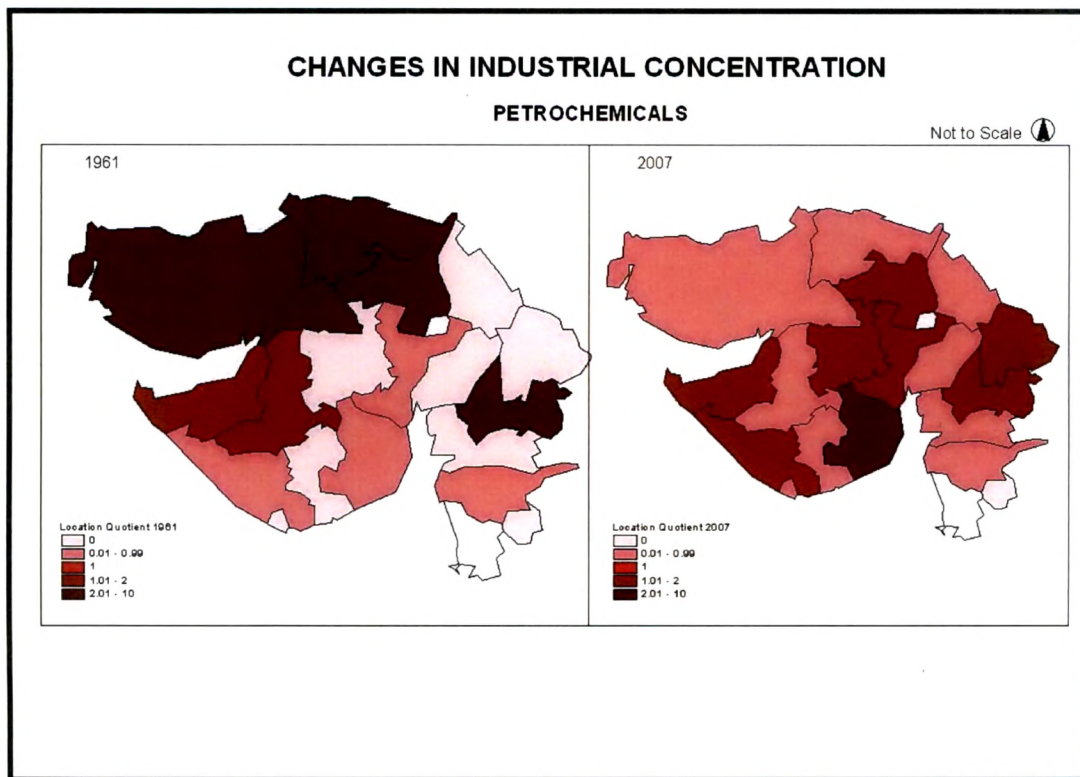 CHANGES IN INDUSTRIAL CONCENTRATION
PETROCHEMICALS
Not to Scale
1961
Location Quotient 1961
0
0.01 - 0.99
1
1.01 - 2
2.01 - 10
2007
Location Quotient 2007
0
0.01 - 0.99
1
1.01 - 2
2.01 - 10